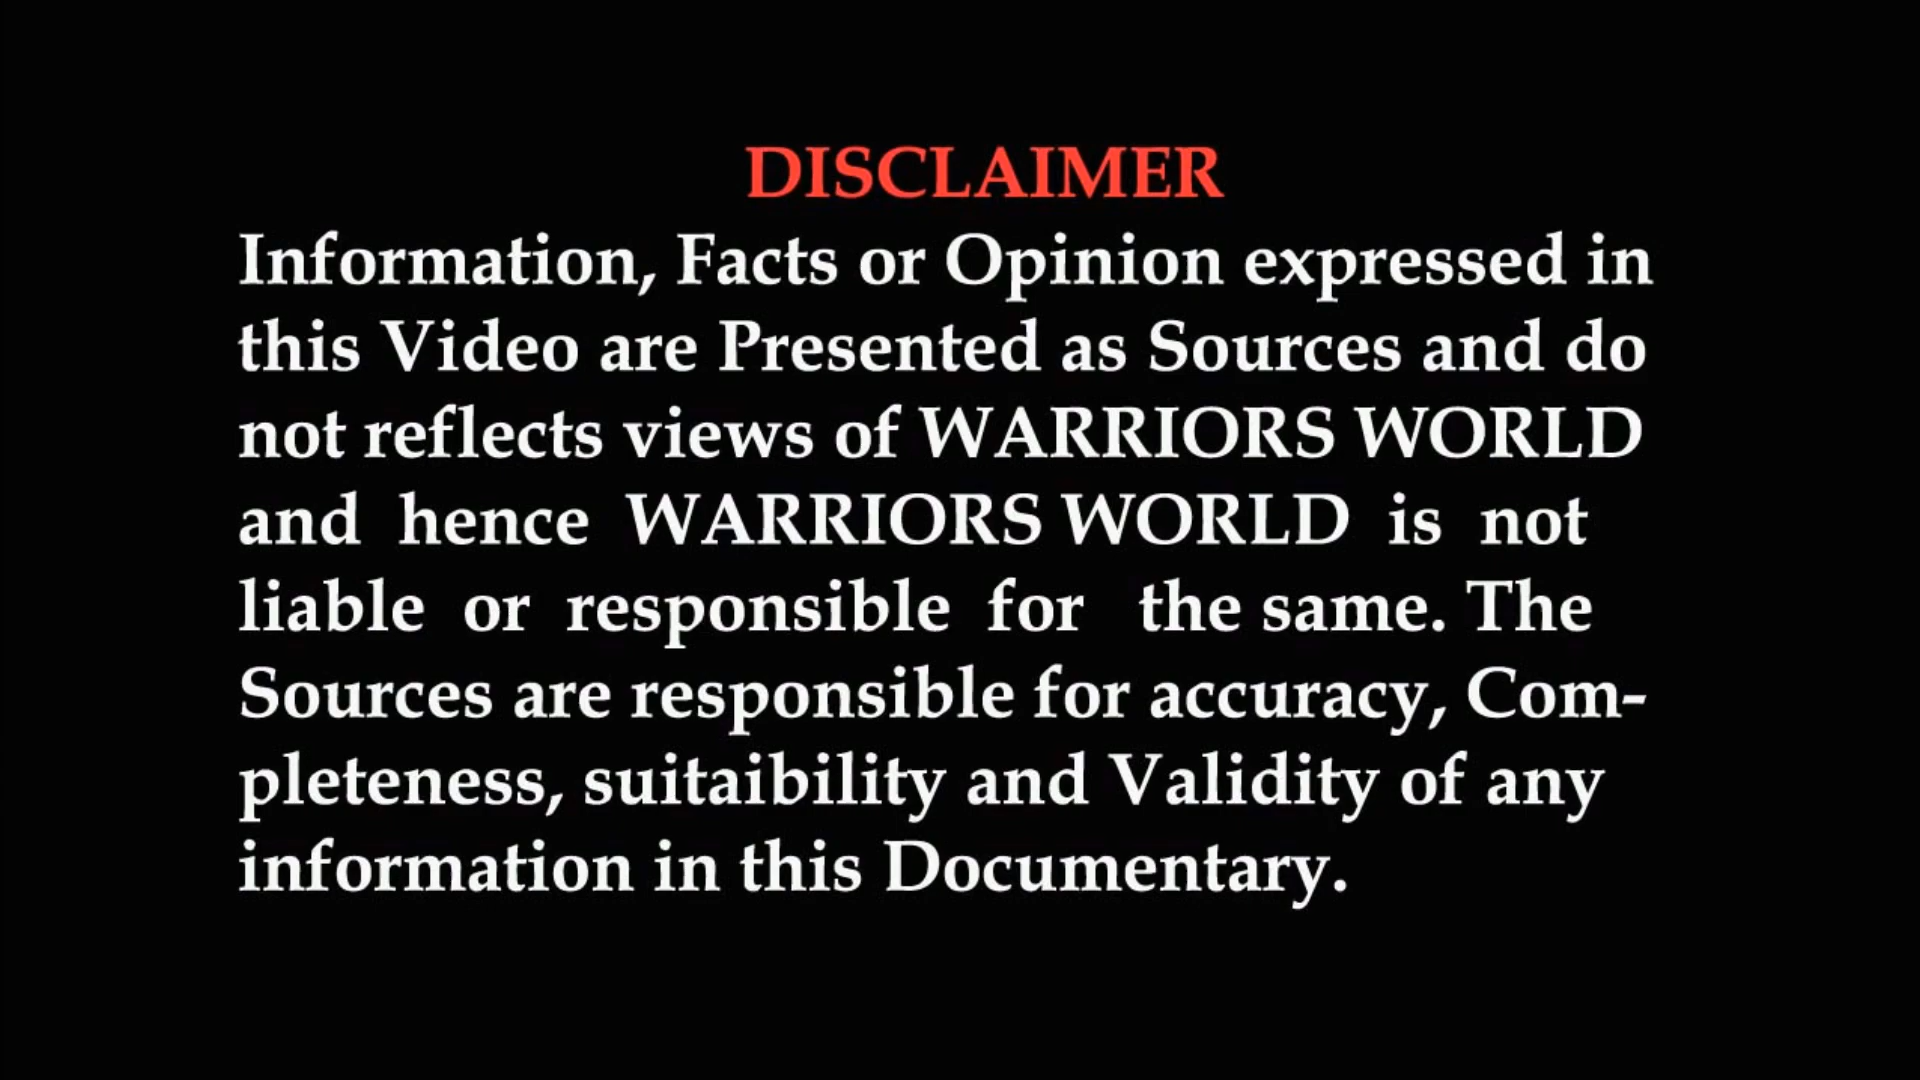 DISCLAIMER
Information, Facts or Opinion expressed in
this Video are Presented as Sources and do
not reflects views of WARRIORS WORLD
and hence WARRIORS WORLD is not
liable or responsible for the same. The
Sources are responsible for accuracy, Com-
pleteness, suitaibility and Validity of any
information in this Documentary.